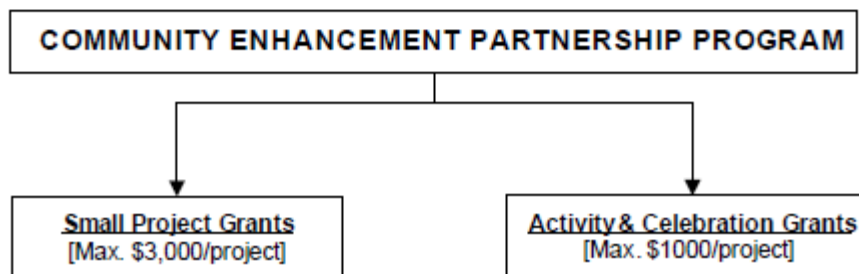 COMMUNITY ENHANCEMENT PARTNERSHIP PROGRAM
Small Project Grants
[Max. $3,000/project]
Activity & Celebration Grants
[Max. $1000/project]